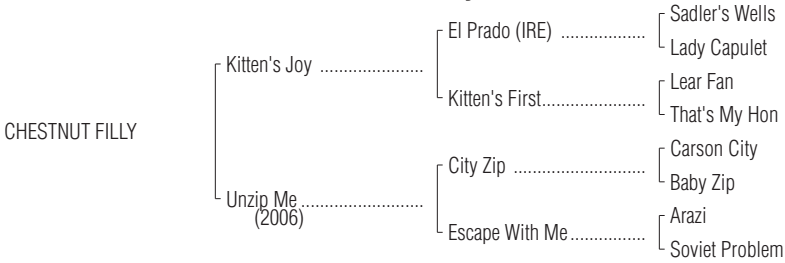 Sadler's Wells
El Prado (IRE) ..................
Lady Capulet
Kitten's Joy ......................
Lear Fan
Kitten's First......................
That's My Hon
CHESTNUT FILLY
Carson City
City Zip ............................
Baby Zip
Unzip Me ..........................
(2006)
Arazi
Escape With Me................
Soviet Problem